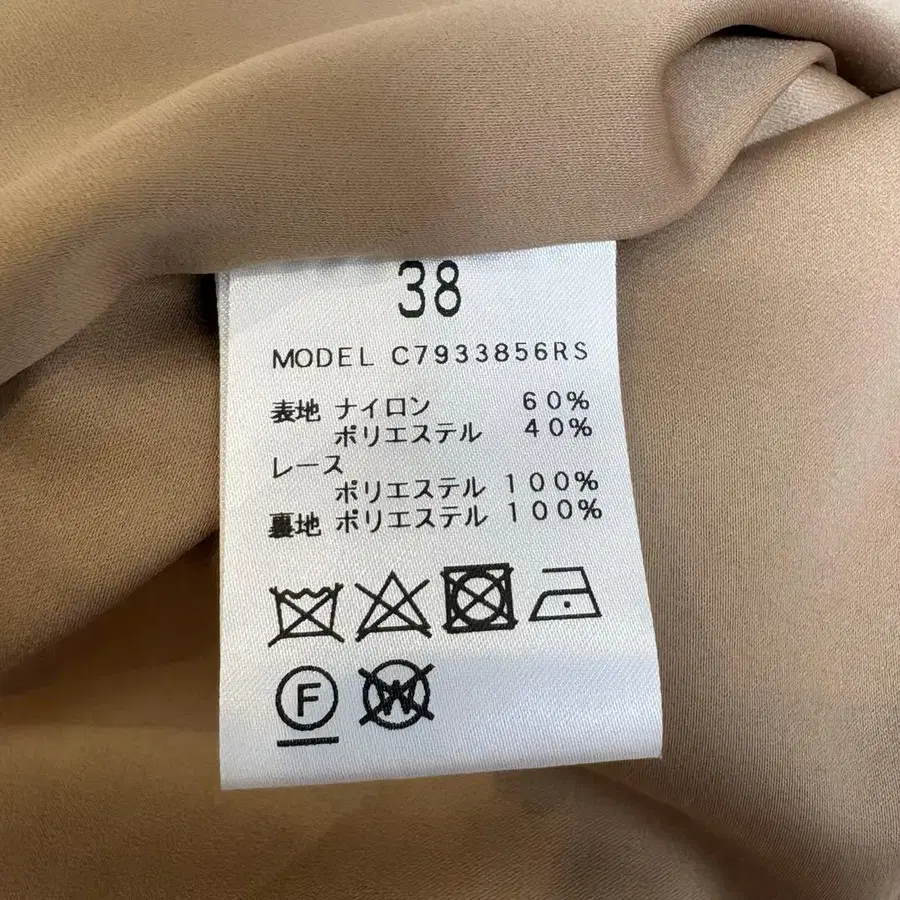 38
MODEL C7933856RS
表地 ナイロン 60%
ポリエステル 40%
レース
ポリエステル 100%
裏地 ポリエステル 100%
F
W